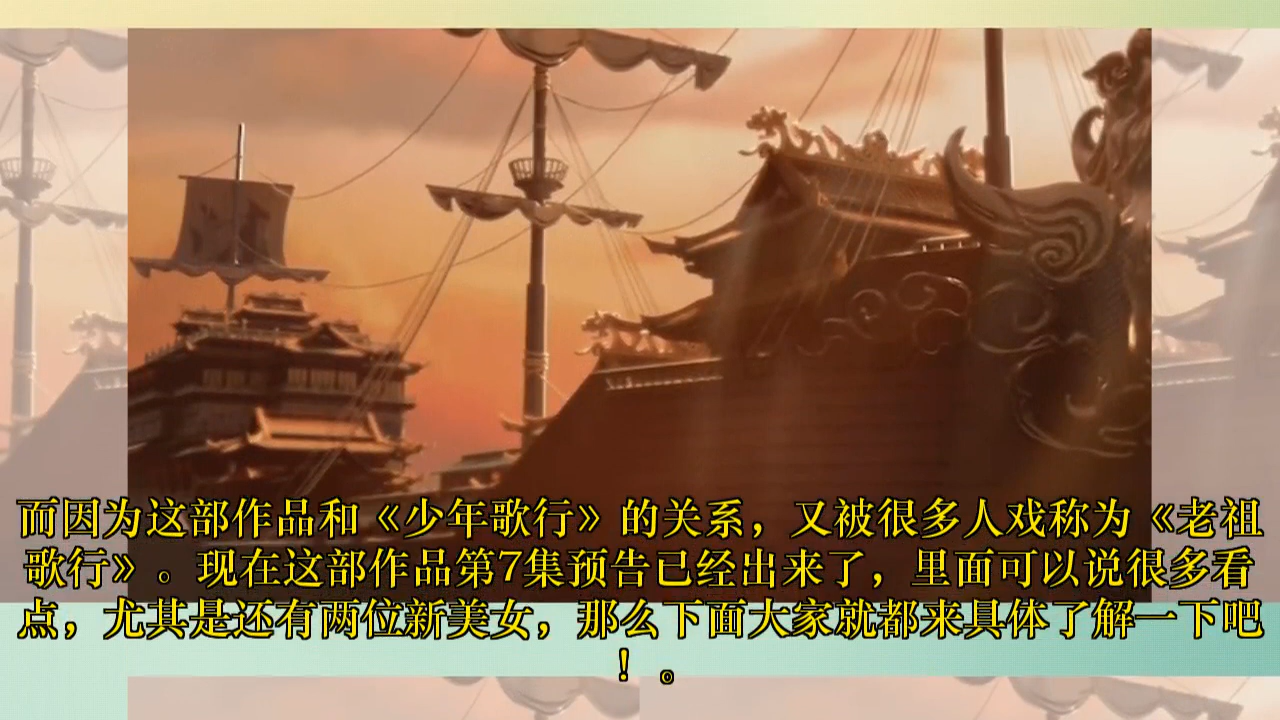 而因为这部作品和《少年歌行》的关系，又被很多人戏称为《老祖
歌行》。现在这部作品第7集预告已经出来了，里面可以说很多看
点，尤其是还有两位新美女，那么下面大家就都来具体了解一下吧
！。